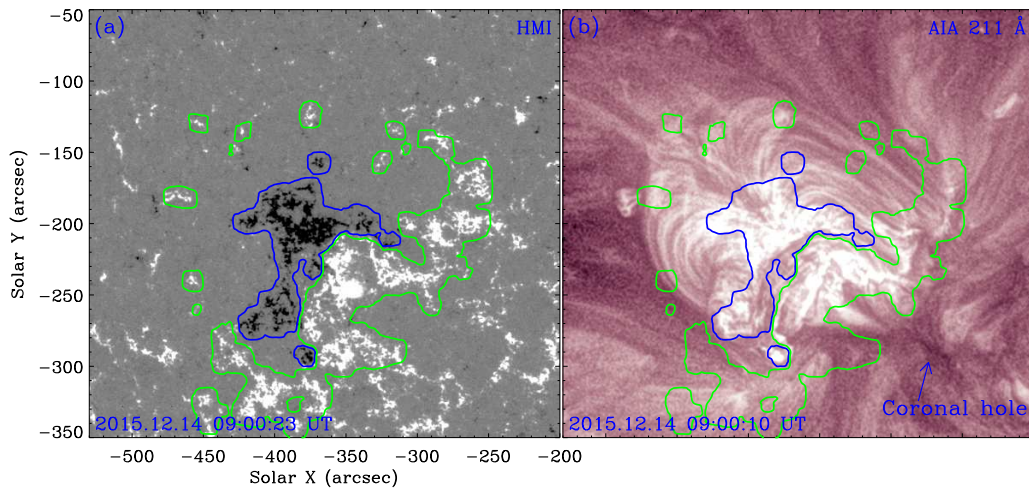 (a) HMI
(b) AIA 211 Å
-50
-100
-150
-200
-250
-300
-350
Solar Y (arcsec)
2015.12.14 09:00:23 UT
2015.12.14 09:00:10 UT
Coronal hole
-500 -450 -400 -350 -300 -250 -200
Solar X (arcsec)